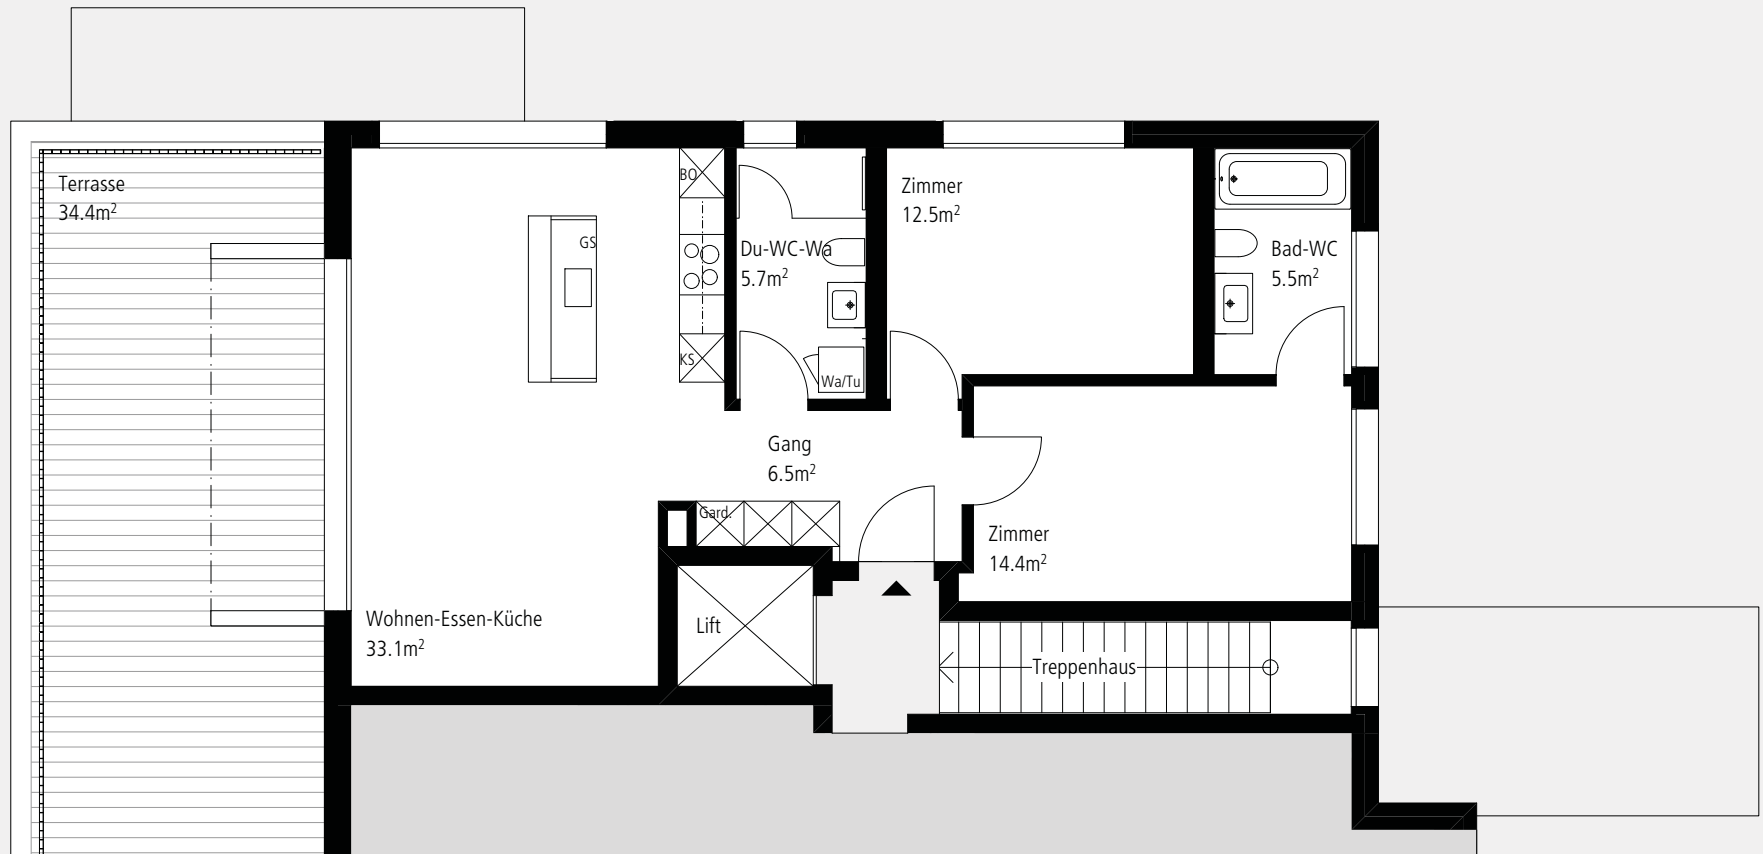 Terrasse
34.4m²
BO
GS
KS
Du-WC-Wa
5.7m²
Wa/Tu
Zimmer
12.5m²
Bad-WC
5.5m²
Gang
6.5m²
Gard.
Zimmer
14.4m²
Wohnen-Essen-Küche
33.1m²
Lift
Treppenhaus